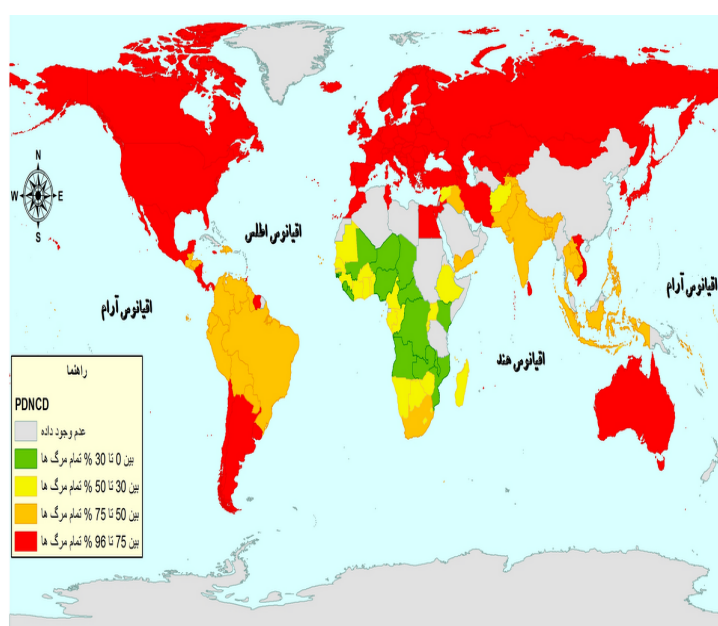 N
W
E
S
اقیانوس اطلس
اقیانوس آرام
اقیانوس آرام
اقیانوس هند
راهنما
PDNCD
عدم وجود داده
بین 0 تا 30 % تمام مرگ ها
بین 30 تا 50 % تمام مرگ ها
بین 50 تا 75 % تمام مرگ ها
بین 75 تا 96 % تمام مرگ ها